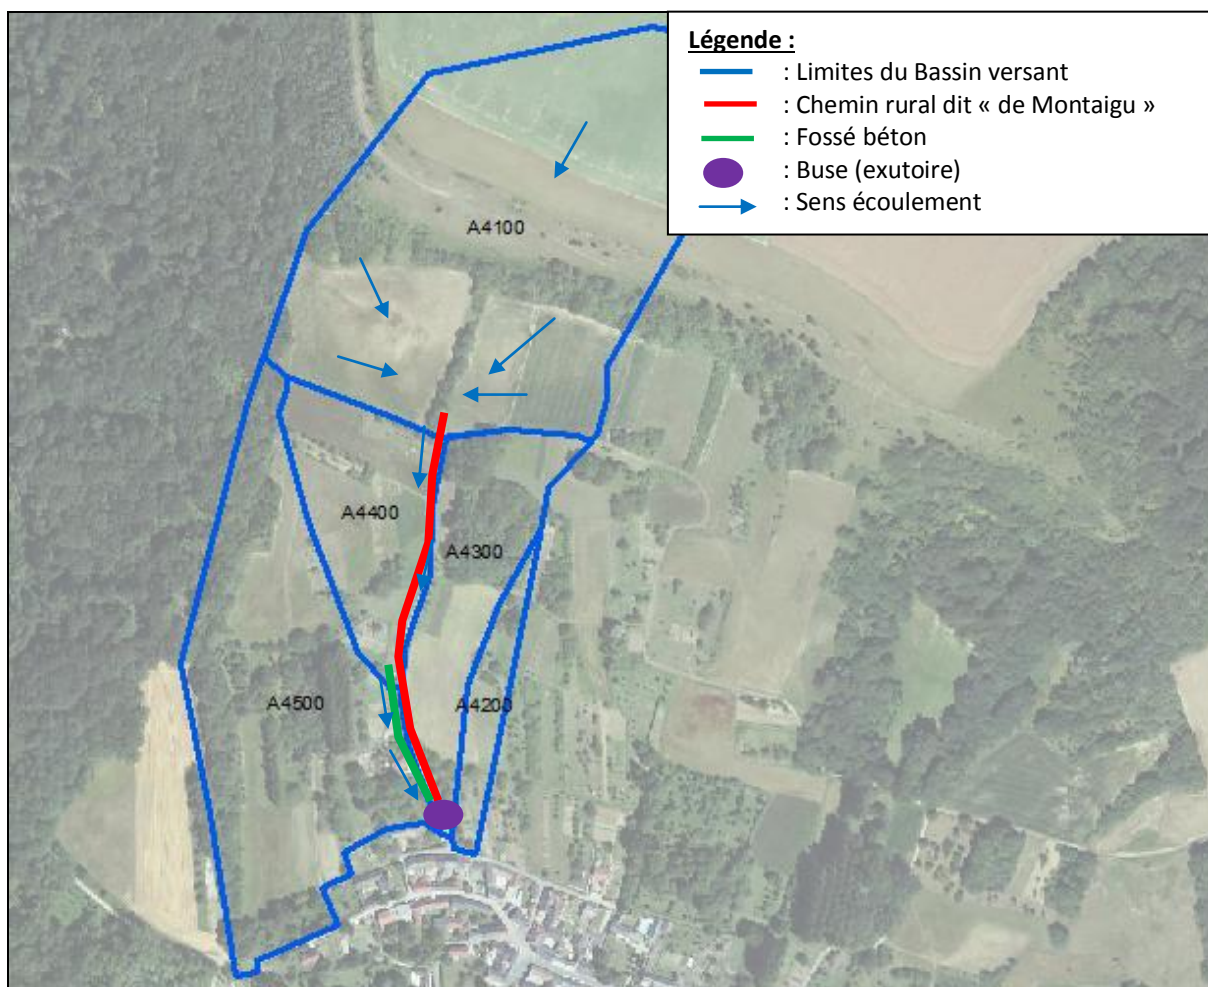 Légende :
: Limites du Bassin versant
: Chemin rural dit « de Montaigu »
: Fossé béton
: Buse (exutoire)
: Sens écoulement
A4100
A4400
A4300
A4500
A4200